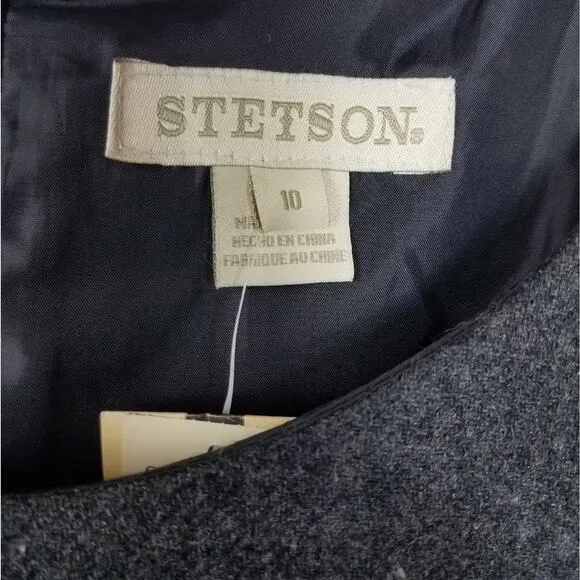 STETSON®
10
HECHO EN CHINA
FABRIQUE AU CHINE